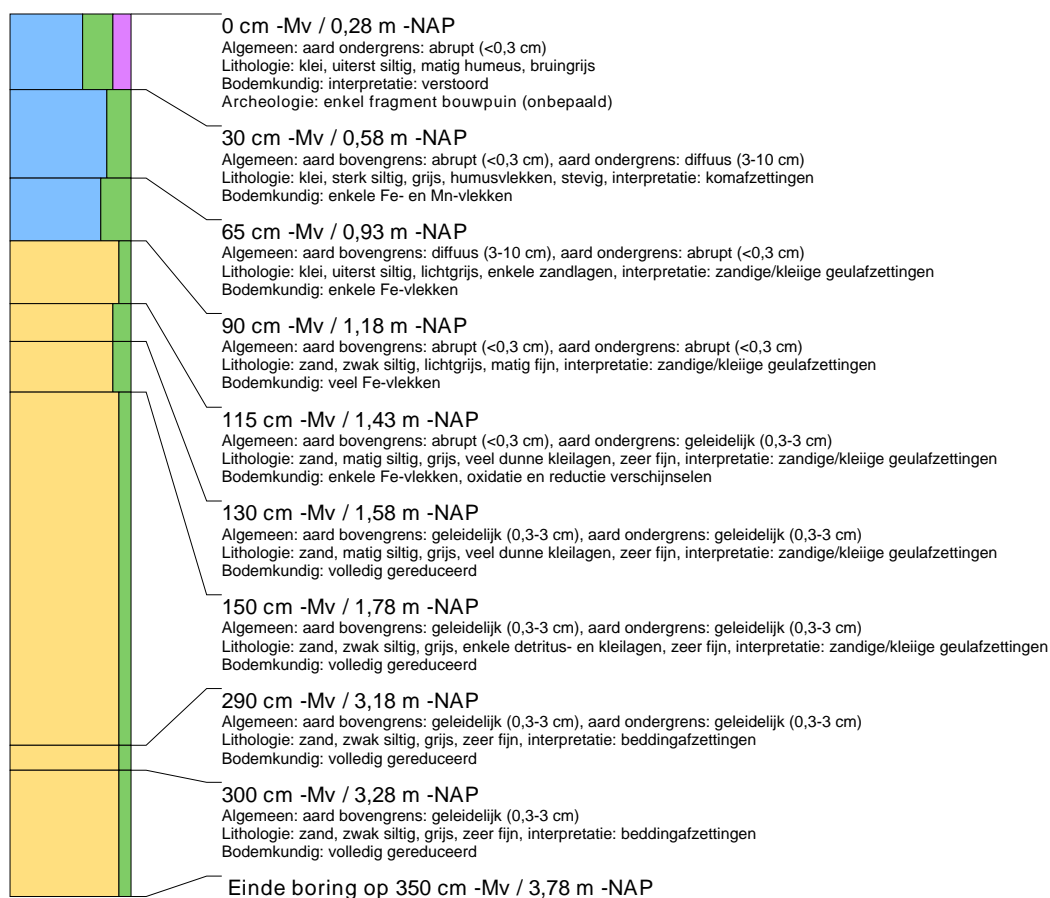 0 cm -Mv / 0,28 m -NAP
Algemeen: aard ondergrens: abrupt (<0,3 cm)
Lithologie: klei, uiterst siltig, matig humeus, bruingrijs
Bodemkundig: interpretatie: verstoord
Archeologie: enkel fragment bouwpuin (onbepaald)
30 cm -Mv / 0,58 m -NAP
Algemeen: aard bovengrens: abrupt (<0,3 cm), aard ondergrens: diffuus (3-10 cm)
Lithologie: klei, sterk siltig, grijs, humusvlekken, stevig, interpretatie: komafzettingen
Bodemkundig: enkele Fe- en Mn-vlekken
65 cm -Mv / 0,93 m -NAP
Algemeen: aard bovengrens: diffuus (3-10 cm), aard ondergrens: abrupt (<0,3 cm)
Lithologie: klei, uiterst siltig, lichtgrijs, enkele zandlagen, interpretatie: zandige/kleiige geulafzettingen
Bodemkundig: enkele Fe-vlekken
90 cm -Mv / 1,18 m -NAP
Algemeen: aard bovengrens: abrupt (<0,3 cm), aard ondergrens: abrupt (<0,3 cm)
Lithologie: zand, zwak siltig, lichtgrijs, matig fijn, interpretatie: zandige/kleiige geulafzettingen
Bodemkundig: veel Fe-vlekken
115 cm -Mv / 1,43 m -NAP
Algemeen: aard bovengrens: abrupt (<0,3 cm), aard ondergrens: geleidelijk (0,3-3 cm)
Lithologie: zand, matig siltig, grijs, veel dunne kleilagen, zeer fijn, interpretatie: zandige/kleiige geulafzettingen
Bodemkundig: enkele Fe-vlekken, oxidatie en reductie verschijnselen
130 cm -Mv / 1,58 m -NAP
Algemeen: aard bovengrens: geleidelijk (0,3-3 cm), aard ondergrens: geleidelijk (0,3-3 cm)
Lithologie: zand, matig siltig, grijs, veel dunne kleilagen, zeer fijn, interpretatie: zandige/kleiige geulafzettingen
Bodemkundig: volledig gereduceerd
150 cm -Mv / 1,78 m -NAP
Algemeen: aard bovengrens: geleidelijk (0,3-3 cm), aard ondergrens: geleidelijk (0,3-3 cm)
Lithologie: zand, zwak siltig, grijs, enkele detritus- en kleilagen, zeer fijn, interpretatie: zandige/kleiige geulafzettingen
Bodemkundig: volledig gereduceerd
290 cm -Mv / 3,18 m -NAP
Algemeen: aard bovengrens: geleidelijk (0,3-3 cm), aard ondergrens: geleidelijk (0,3-3 cm)
Lithologie: zand, zwak siltig, grijs, zeer fijn, interpretatie: beddingafzettingen
Bodemkundig: volledig gereduceerd
300 cm -Mv / 3,28 m -NAP
Algemeen: aard bovengrens: geleidelijk (0,3-3 cm)
Lithologie: zand, zwak siltig, grijs, zeer fijn, interpretatie: beddingafzettingen
Bodemkundig: volledig gereduceerd
Einde boring op 350 cm -Mv / 3,78 m -NAP